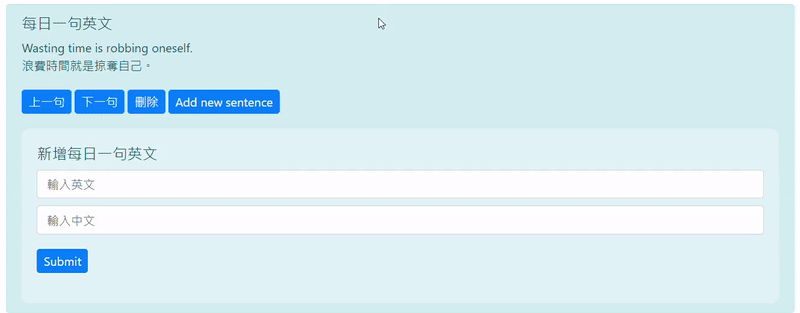 每日一句英文
Wasting time is robbing oneself.
浪費時間就是掠奪自己。
上一句 下一句 刪除 Add new sentence
新增每日一句英文
輸入英文
輸入中文
Submit